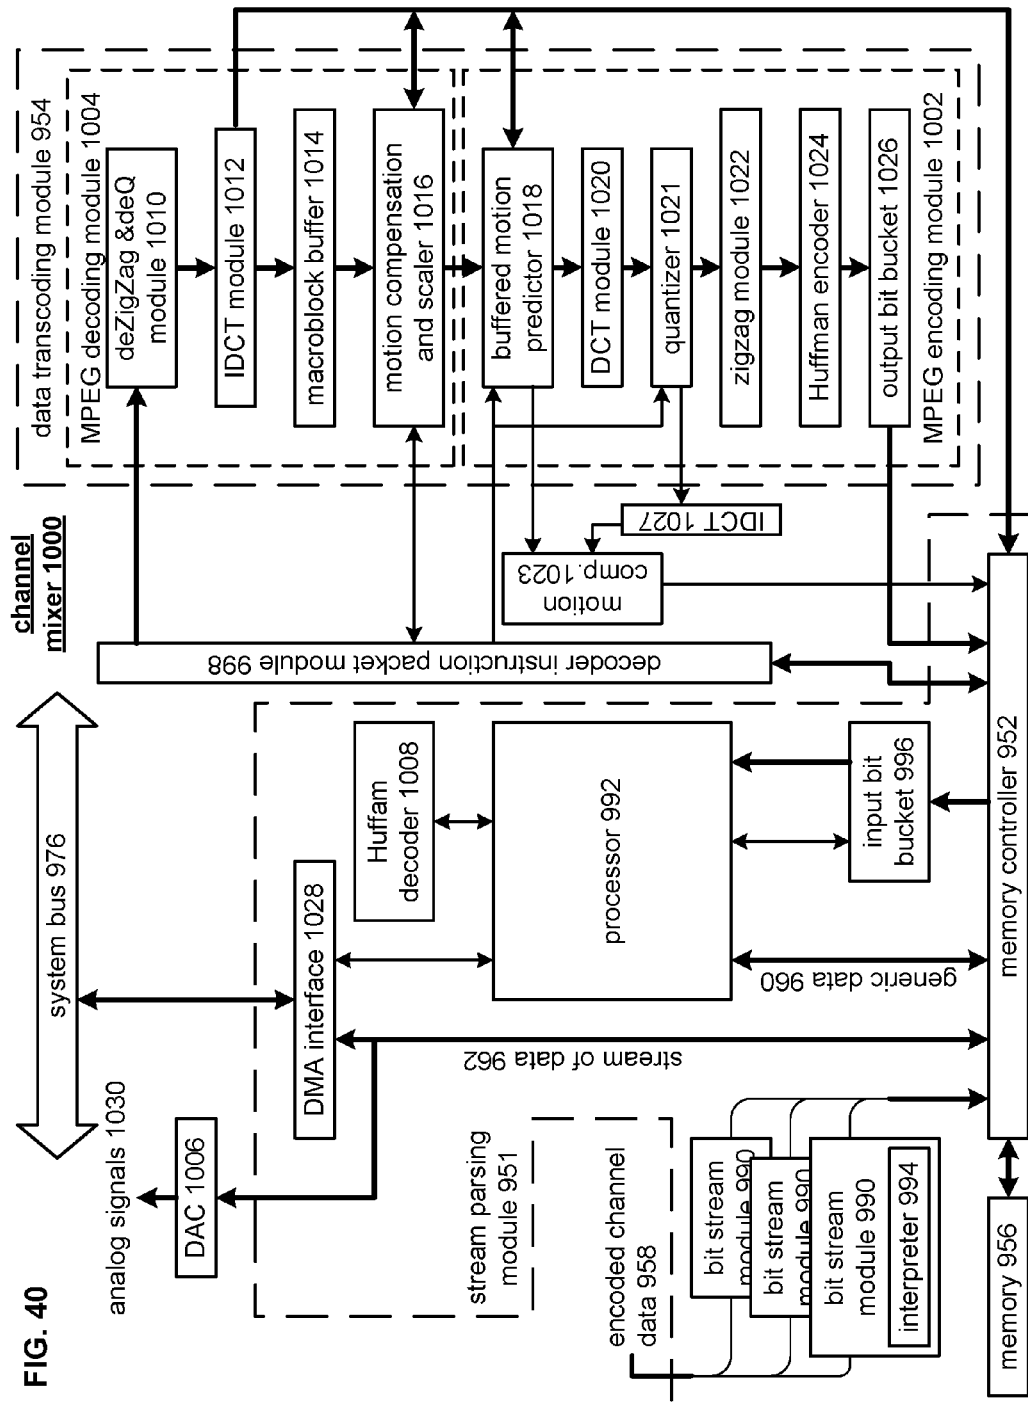 FIG. 40
channel
mixer 1000
analog signals 1030
system bus 976
DAC 1006
DMA interface 1028
stream parsing
module 951
Huffam
decoder 1008
processor 992
stream of data 962
generic data 960
input bit
bucket 996
encoded channel
data 958
bit stream
module 990
bit stream
module 990
bit stream
module 990
interpreter 994
memory 956
memory controller 952
decoder instruction packet module 998
motion
comp.1023
IDCT 1027
data transcoding module 954
MPEG decoding module 1004
deZigZag &deQ
module 1010
IDCT module 1012
macroblock buffer 1014
motion compensation
and scaler 1016
buffered motion
predictor 1018
DCT module 1020
quantizer 1021
zigzag module 1022
Huffman encoder 1024
output bit bucket 1026
MPEG encoding module 1002